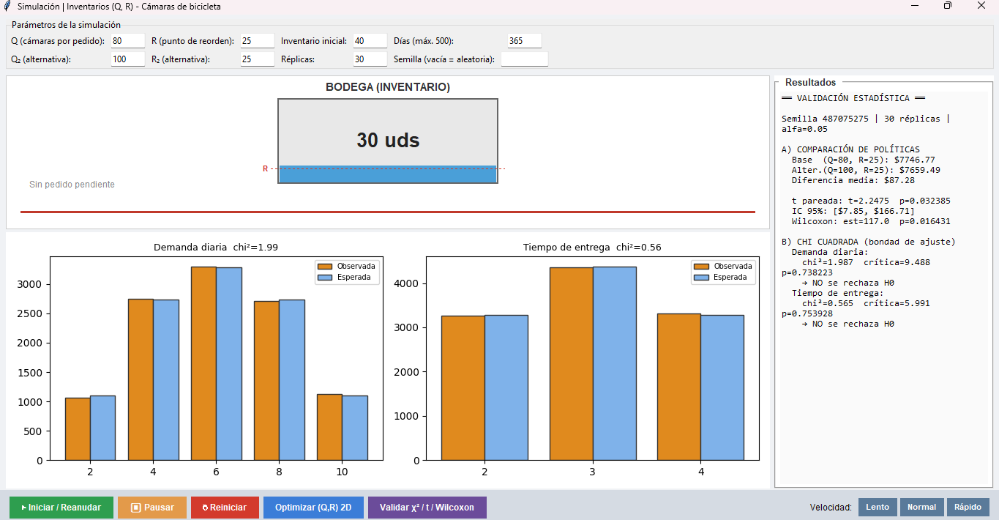 Simulación | Inventarios (Q, R) - Cámaras de bicicleta
Parámetros de la simulación
Q (cámaras por pedido): 80 R (punto de reorden): 25 Inventario inicial: 40 Días (máx. 500): 365
Q₂ (alternativa): 100 R₂ (alternativa): 25 Réplicas: 30 Semilla (vacía = aleatoria):
BODEGA (INVENTARIO)
30 uds
R
Sin pedido pendiente
Demanda diaria chi²=1.99
Observada
Esperada
3000
2500
2000
1500
1000
500
0
2 4 6 8 10
Tiempo de entrega chi²=0.56
Observada
Esperada
4000
3000
2000
1000
0
2 3 4
Resultados
══ VALIDACIÓN ESTADÍSTICA ══
Semilla 487075275 | 30 réplicas |
alfa=0.05
A) COMPARACIÓN DE POLÍTICAS
Base (Q=80, R=25): $7746.77
Alter.(Q=100, R=25): $7659.49
Diferencia media: $87.28
t pareada: t=2.2475 p=0.032385
IC 95%: [$7.85, $166.71]
Wilcoxon: est=117.0 p=0.016431
B) CHI CUADRADA (bondad de ajuste)
Demanda diaria:
chi²=1.987 crítica=9.488
p=0.738223
→ NO se rechaza H0
Tiempo de entrega:
chi²=0.565 crítica=5.991
p=0.753928
→ NO se rechaza H0
Iniciar / Reanudar Pausar Reiniciar Optimizar (Q,R) 2D Validar χ² / t / Wilcoxon Velocidad: Lento Normal Rápido